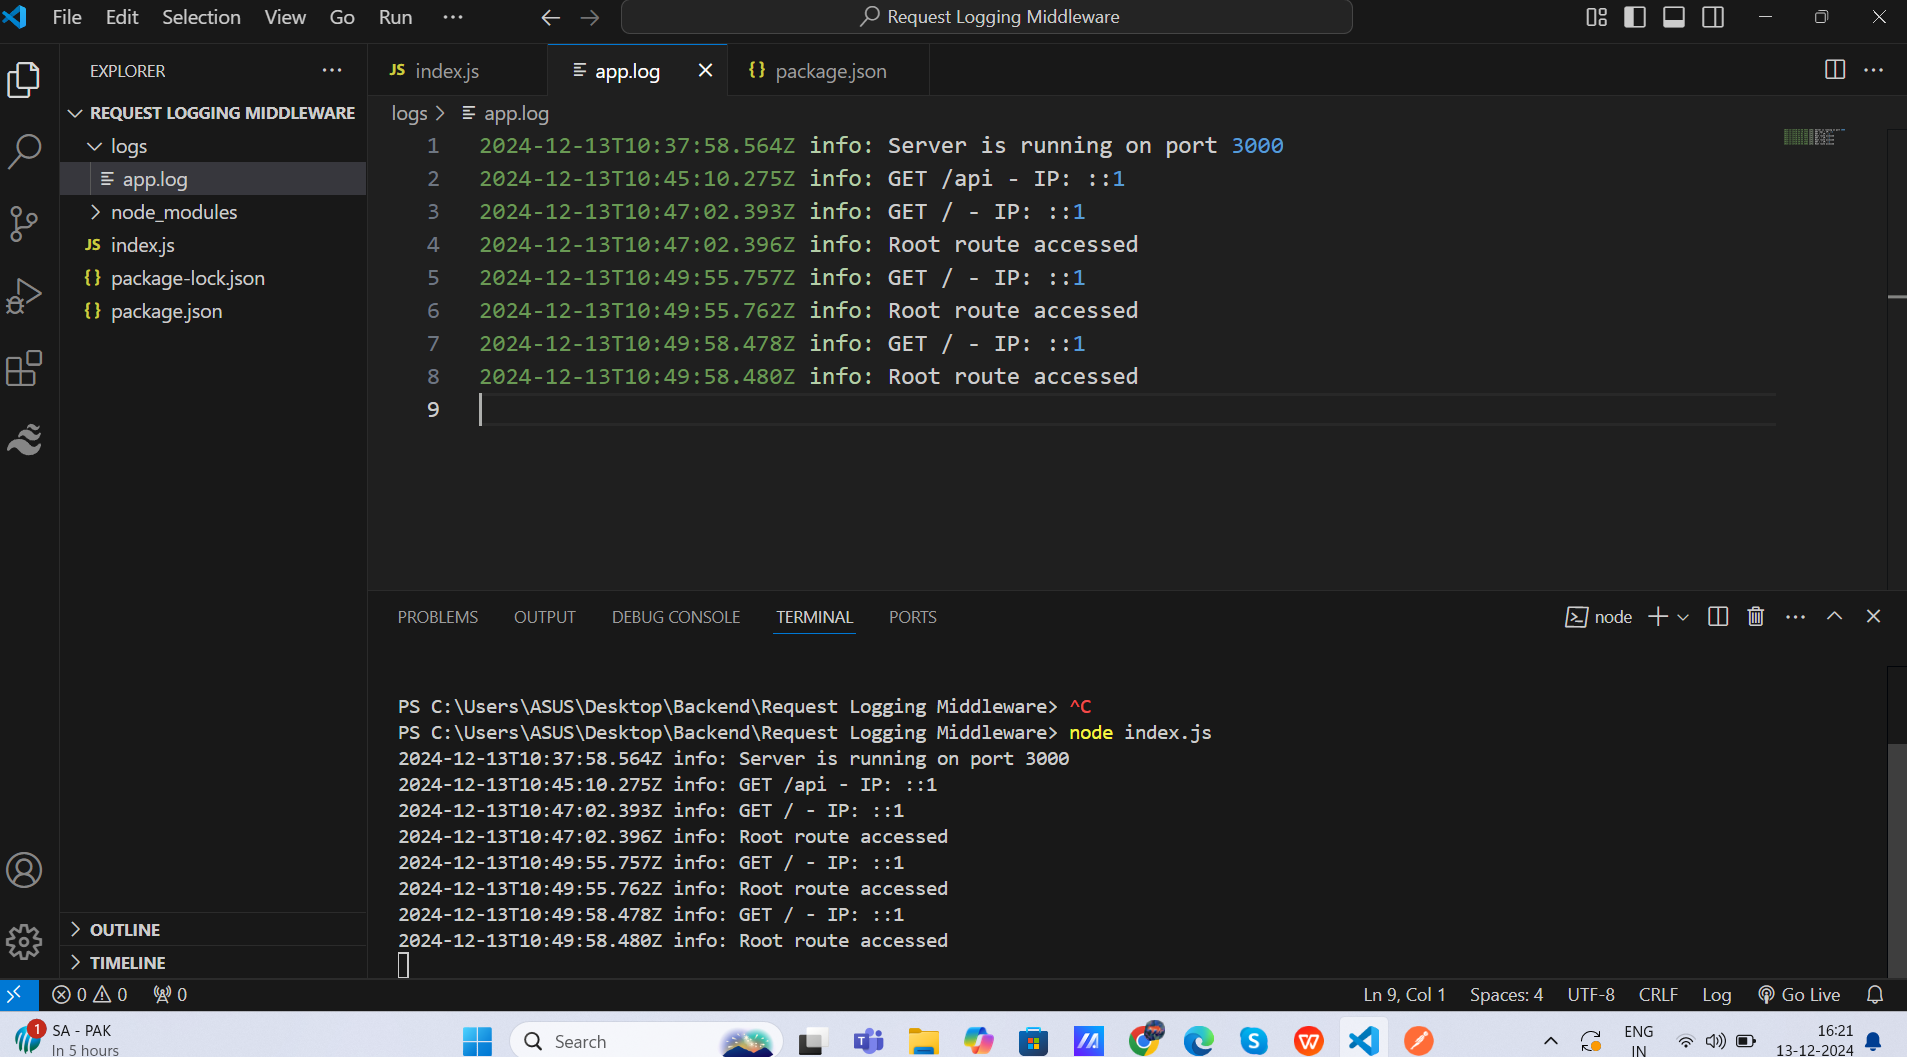 File Edit Selection View Go Run ···
Request Logging Middleware
EXPLORER
REQUEST LOGGING MIDDLEWARE
logs
app.log
node_modules
JS index.js
{} package-lock.json
{} package.json
OUTLINE
TIMELINE
JS index.js
app.log
{} package.json
logs > app.log
1 2024-12-13T10:37:58.564Z info: Server is running on port 3000
2 2024-12-13T10:45:10.275Z info: GET /api - IP: ::1
3 2024-12-13T10:47:02.393Z info: GET / - IP: ::1
4 2024-12-13T10:47:02.396Z info: Root route accessed
5 2024-12-13T10:49:55.757Z info: GET / - IP: ::1
6 2024-12-13T10:49:55.762Z info: Root route accessed
7 2024-12-13T10:49:58.478Z info: GET / - IP: ::1
8 2024-12-13T10:49:58.480Z info: Root route accessed
9
PROBLEMS OUTPUT DEBUG CONSOLE TERMINAL PORTS
node
PS C:\Users\ASUS\Desktop\Backend\Request Logging Middleware> ^C
PS C:\Users\ASUS\Desktop\Backend\Request Logging Middleware> node index.js
2024-12-13T10:37:58.564Z info: Server is running on port 3000
2024-12-13T10:45:10.275Z info: GET /api - IP: ::1
2024-12-13T10:47:02.393Z info: GET / - IP: ::1
2024-12-13T10:47:02.396Z info: Root route accessed
2024-12-13T10:49:55.757Z info: GET / - IP: ::1
2024-12-13T10:49:55.762Z info: Root route accessed
2024-12-13T10:49:58.478Z info: GET / - IP: ::1
2024-12-13T10:49:58.480Z info: Root route accessed
0 0 0
Ln 9, Col 1 Spaces: 4 UTF-8 CRLF Log Go Live
1
SA - PAK
In 5 hours
Search
ENG
IN
16:21
13-12-2024